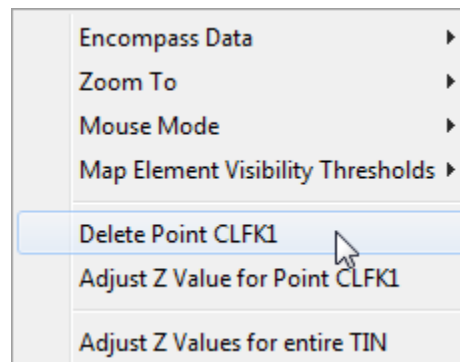 Encompass Data
Zoom To
Mouse Mode
Map Element Visibility Thresholds
Delete Point CLFK1
Adjust Z Value for Point CLFK1
Adjust Z Values for entire TIN